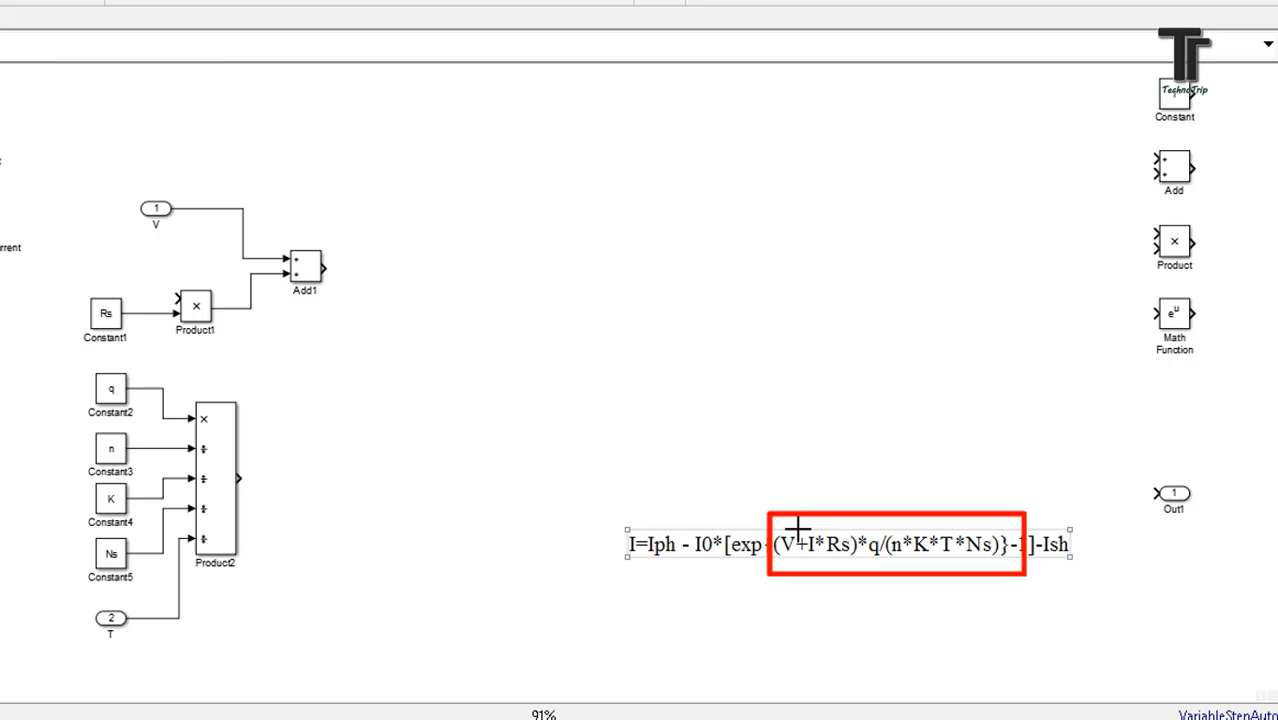 TechnoTrip
Constant
Add
Product
e^u
Math
Function
1
V
Add1
Rs
Constant1
×
Product1
rrent
q
Constant2
n
Constant3
K
Constant4
Ns
Constant5
2
T
×
÷
÷
÷
÷
Product2
I=Iph - I0*[exp{(V+I*Rs)*q/(n*K*T*Ns)}-1]-Ish
1
Out1
91%
VariableStepAuto